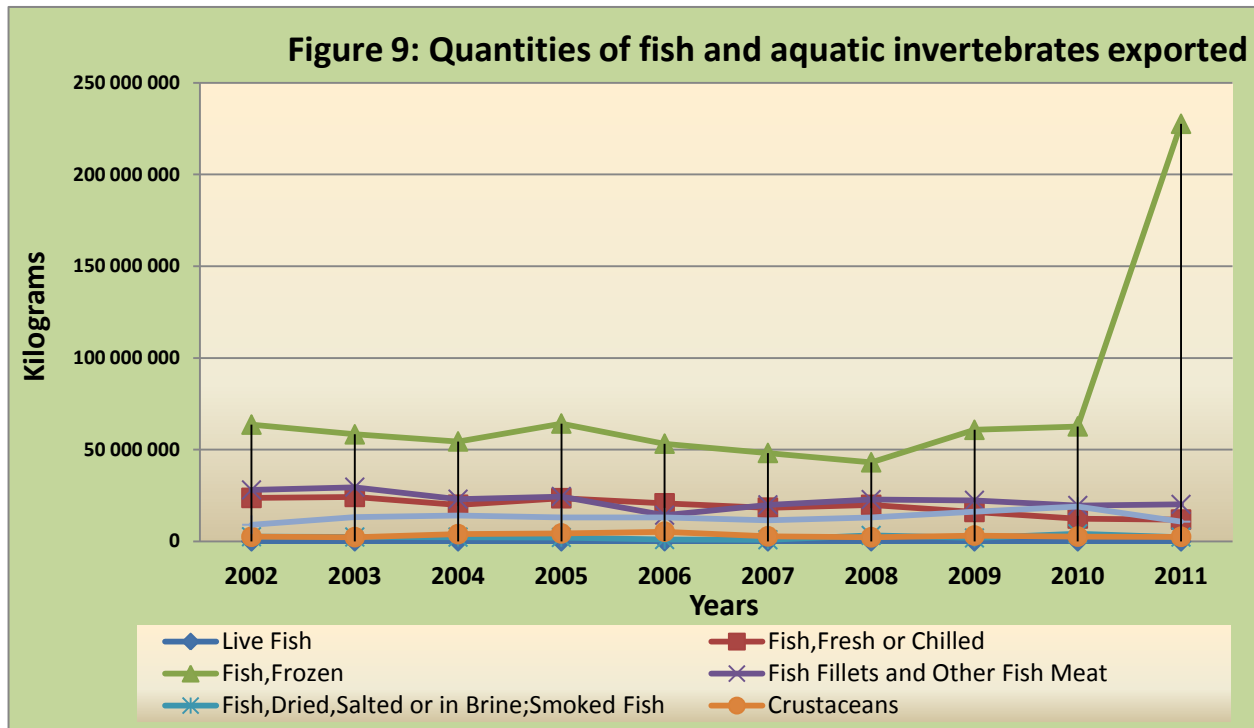 Figure 9: Quantities of fish and aquatic invertebrates exported
250 000 000
200 000 000
150 000 000
100 000 000
50 000 000
0
Kilograms
2002 2003 2004 2005 2006 2007 2008 2009 2010 2011
Years
Live Fish Fish,Fresh or Chilled
Fish,Frozen Fish Fillets and Other Fish Meat
Fish,Dried,Salted or in Brine;Smoked Fish Crustaceans